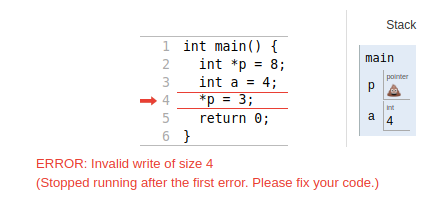 Stack
1 int main() {
2 int *p = 8;
3 int a = 4;
4 *p = 3;
5 return 0;
6 }
main
pointer
p
int
a 4
ERROR: Invalid write of size 4
(Stopped running after the first error. Please fix your code.)